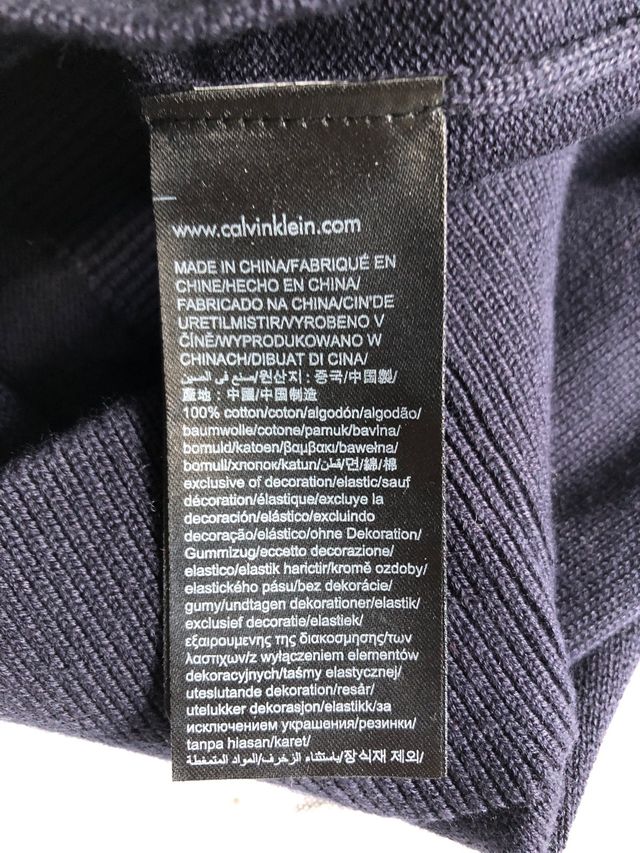 www.calvinklein.com
MADE IN CHINA/FABRIQUÉ EN
CHINE/HECHO EN CHINA/
FABRICADO NA CHINA/CIN'DE
URETILMISTIR/VYROBENO V
ČÍNĚ/WYPRODUKOWANO W
CHINACH/DIBUAT DI CINA/
صنع في الصين/원산지 : 중국/中国製/
產地 : 中國/中国制造
100% cotton/coton/algodón/algodão/
baumwolle/cotone/pamuk/bavlna/
bomuld/katoen/βαμβακι/bawełna/
bomull/хлопок/katun/قطن/면/綿/棉
exclusive of decoration/elastic/sauf
décoration/élastique/excluye la
decoración/elástico/excluindo
decoração/elástico/ohne Dekoration/
Gummizug/eccetto decorazione/
elastico/elastik harictir/kromě ozdoby/
elastického pásu/bez dekorácie/
gumy/undtagen dekorationer/elastik/
exclusief decoratie/elastiek/
εξαιρουμενης της διακοσμησης/των
λαστιχων/z wyłączeniem elementów
dekoracyjnych/taśmy elastycznej/
uteslutande dekoration/resår/
utelukker dekorasjon/elastikk/за
исключением украшения/резинки/
tanpa hiasan/karet/
باستثناء الزخرف/المواد المتمغطة/장식재 제외/